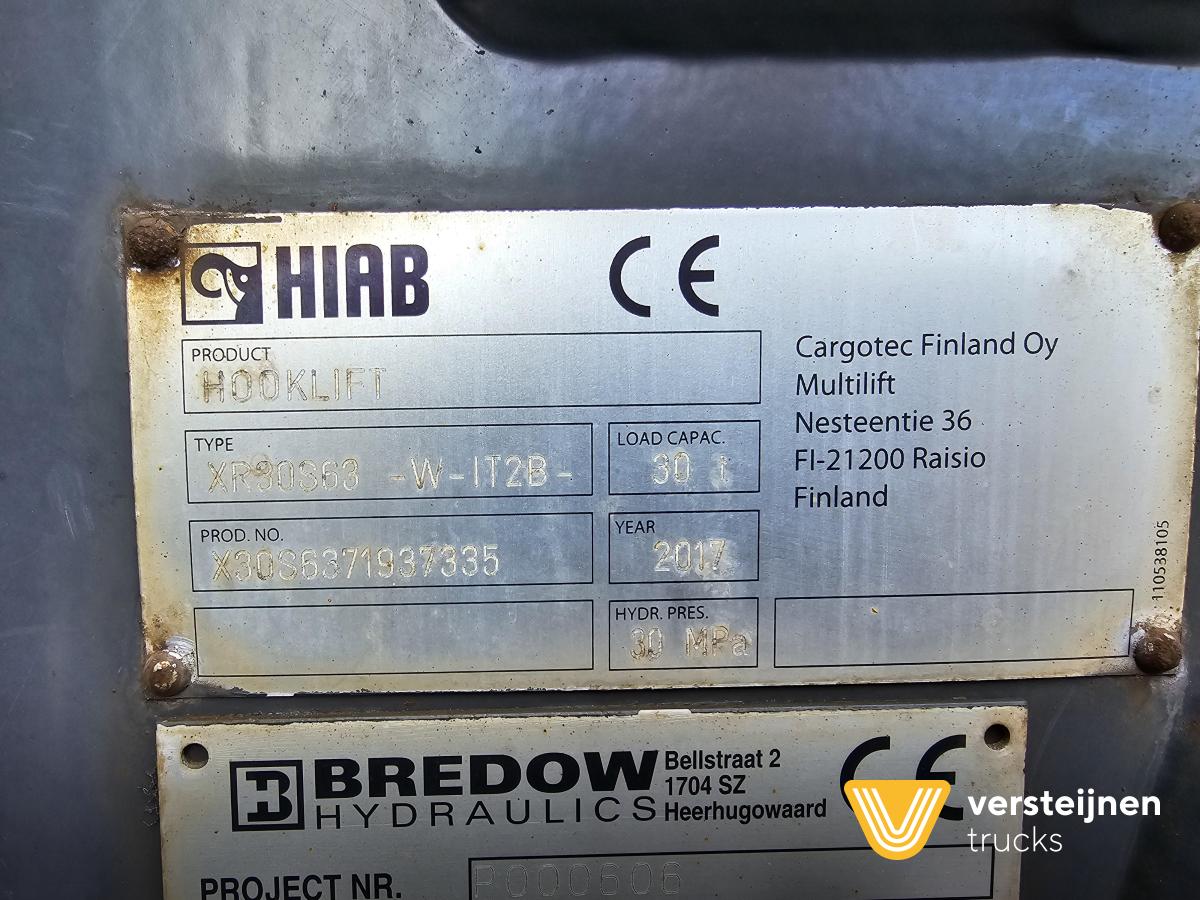 HIAB
CE
PRODUCT
HOOKLIFT
TYPE
XR30S63 -W-IT2B-
LOAD CAPAC.
30 t
PROD. NO.
X30S6371937335
YEAR
2017
HYDR. PRES.
30 MPa
Cargotec Finland Oy
Multilift
Nesteentie 36
FI-21200 Raisio
Finland
110538105
BREDOW
HYDRAULICS
Bellstraat 2
1704 SZ
Heerhugowaard
CE
PROJECT NR.
P000606
versteijnen
trucks